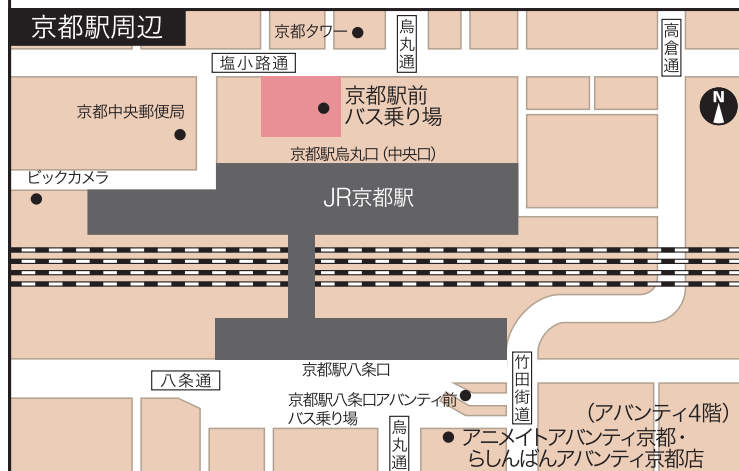 京都駅周辺
京都タワー
烏丸通
高倉通
塩小路通
N
京都駅前
バス乗り場
京都中央郵便局
京都駅烏丸口（中央口）
ビックカメラ
JR京都駅
京都駅八条口
八条通
竹田街道
京都駅八条口アバンティ前
バス乗り場
烏丸通
（アバンティ4階）
アニメイトアバンティ京都・
らしんばんアバンティ京都店